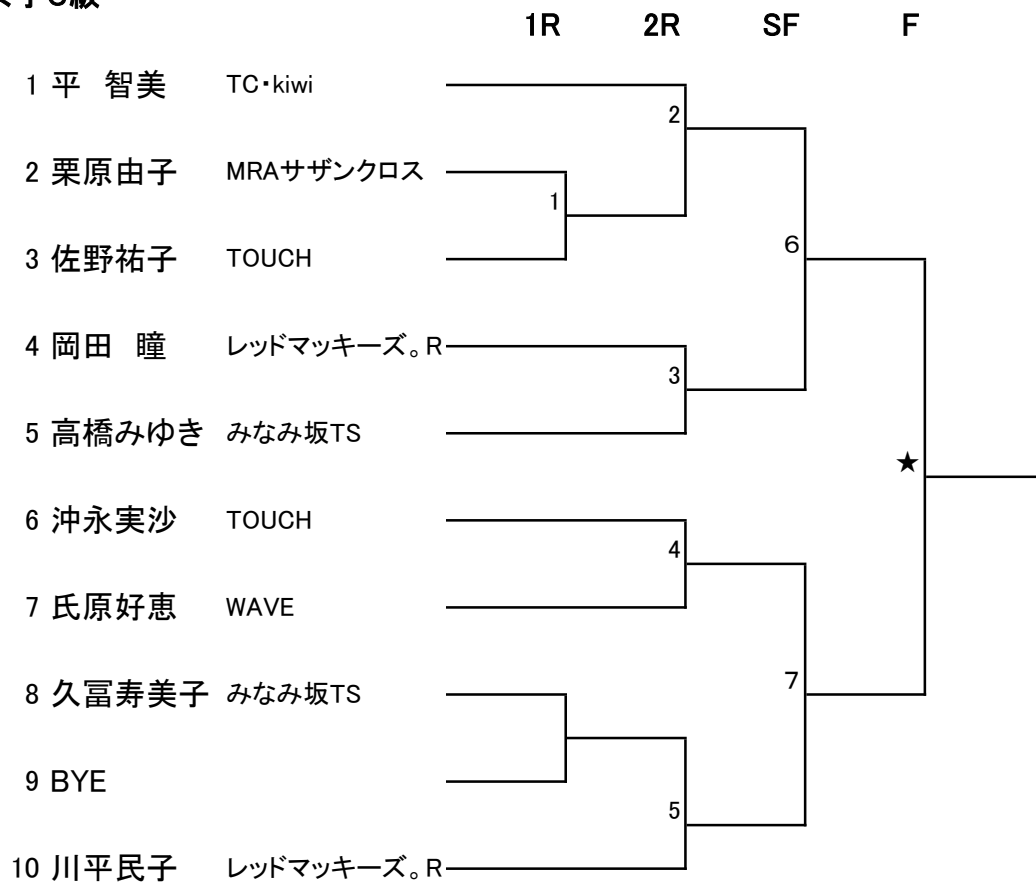 1R 2R SF F
1 平 智美 TC・kiwi
2
2 栗原由子 MRAサザンクロス
1
6
3 佐野祐子 TOUCH
4 岡田 瞳 レッドマッキーズ。R
3
5 高橋みゆき みなみ坂TS
★
6 沖永実沙 TOUCH
4
7 氏原好恵 WAVE
7
8 久冨寿美子 みなみ坂TS
9 BYE
5
10 川平民子 レッドマッキーズ。R